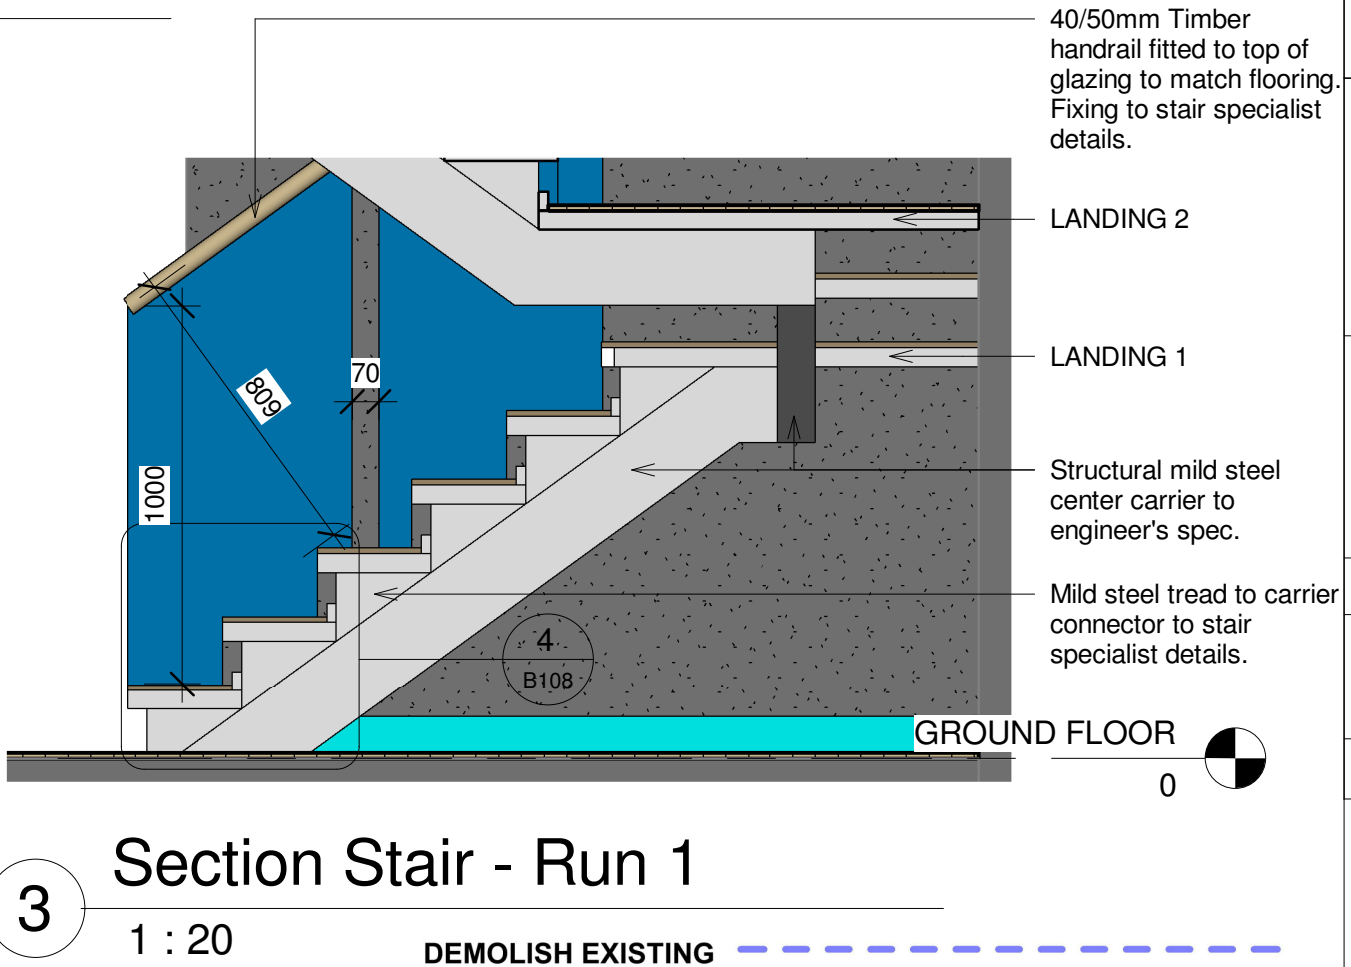 40/50mm Timber
handrail fitted to top of
glazing to match flooring.
Fixing to stair specialist
details.
LANDING 2
LANDING 1
70
809
1000
Structural mild steel
center carrier to
engineer's spec.
Mild steel tread to carrier
connector to stair
specialist details.
4
B108
GROUND FLOOR
0
Section Stair - Run 1
3
1 : 20
DEMOLISH EXISTING